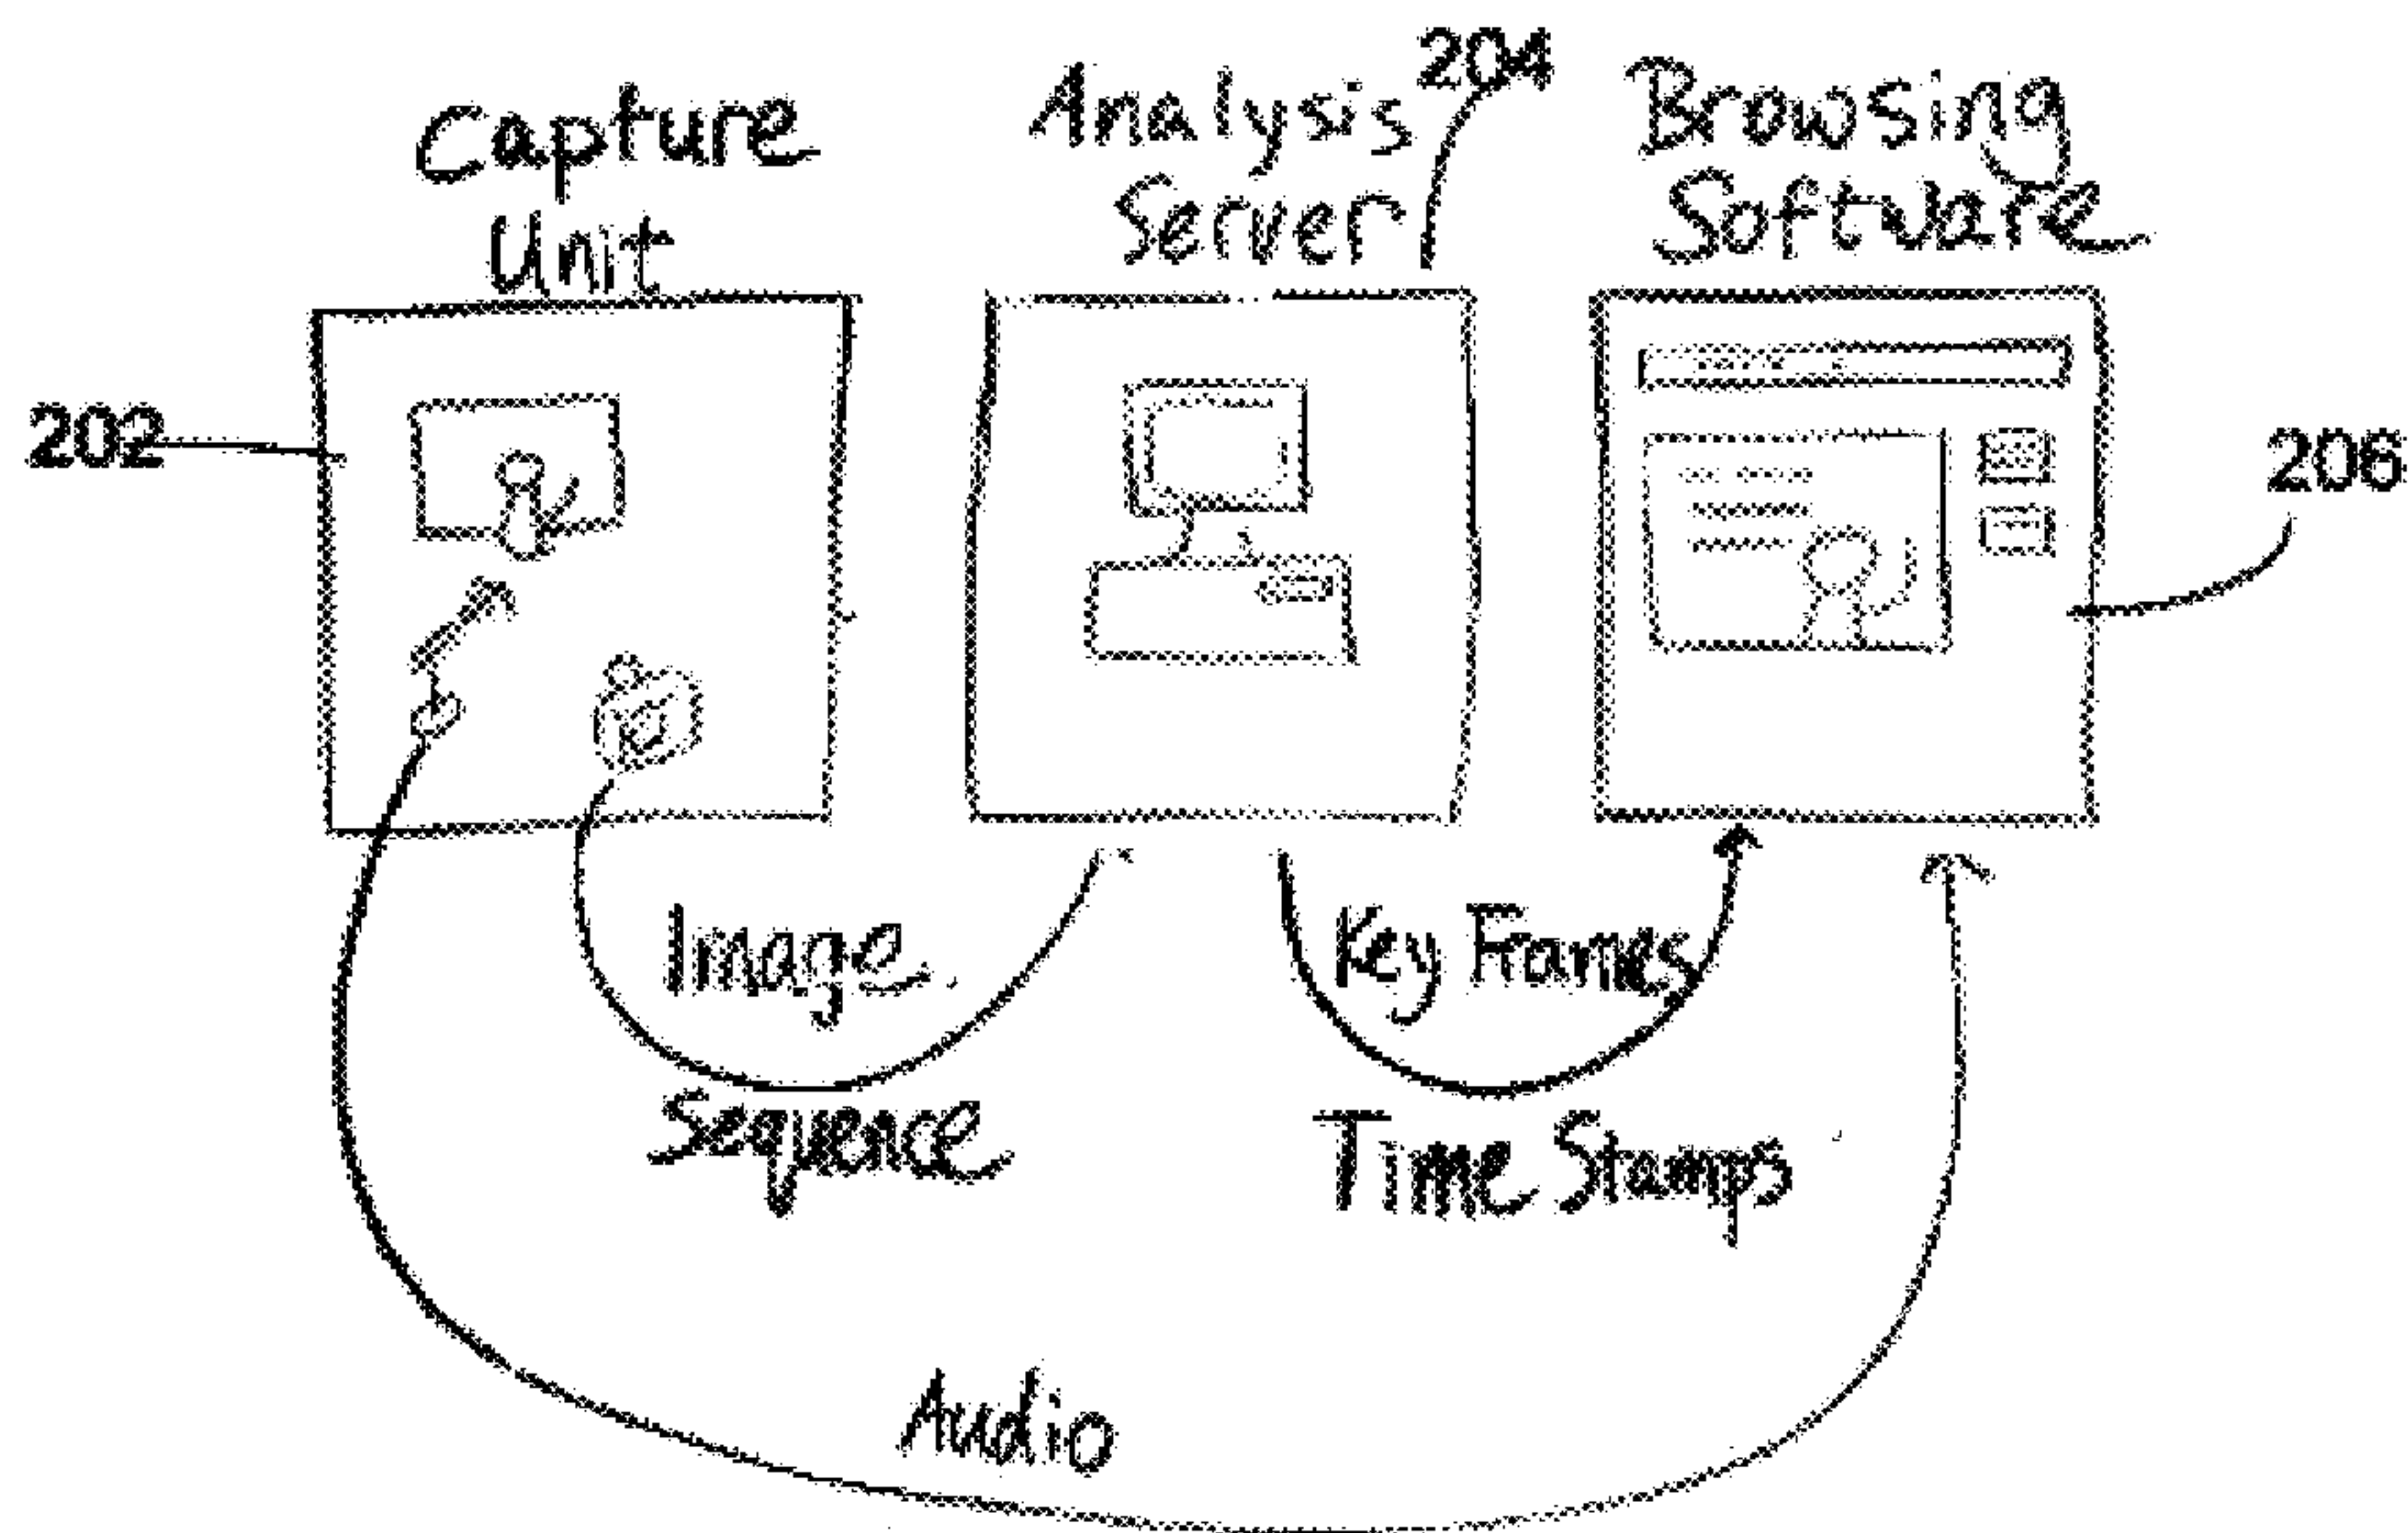 Capture
Unit
Analysis
Server
204
Browsing
Software
202
206
Image
Sequence
Key Frames
Time Stamps
Audio